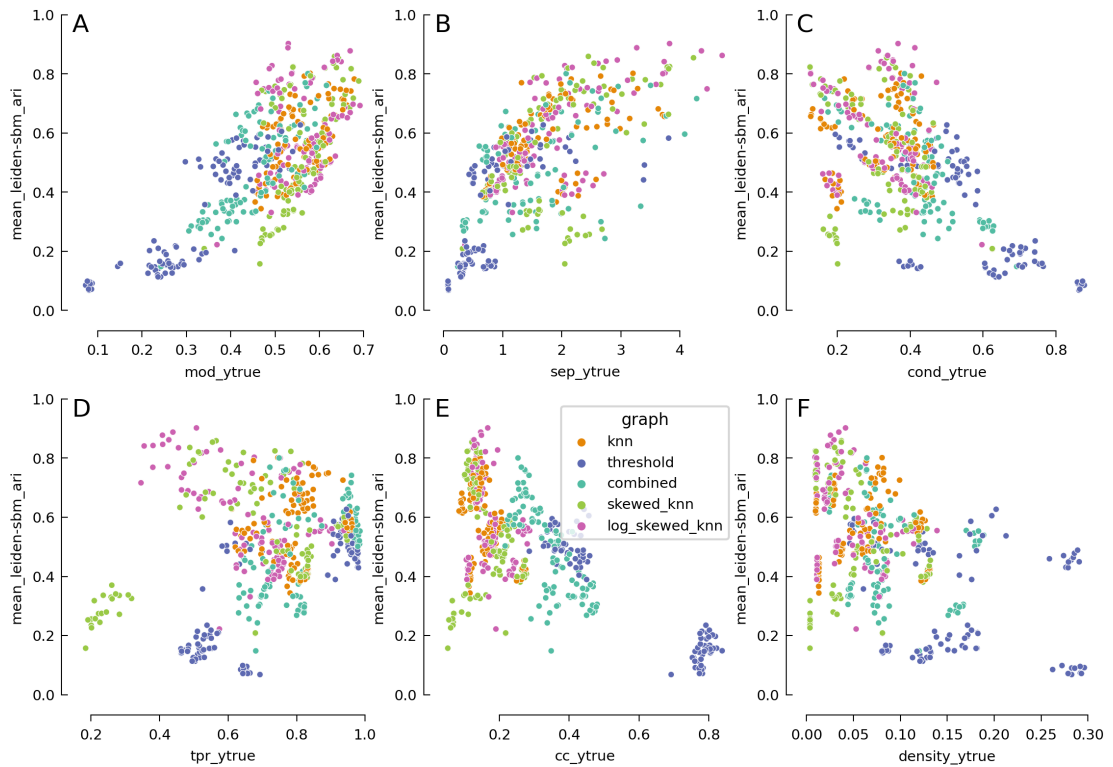 A
B
C
1.0
0.8
0.6
0.4
0.2
0.0
mean_leiden-sbm_ari
0.1 0.2 0.3 0.4 0.5 0.6 0.7
mod_ytrue
1.0
0.8
0.6
0.4
0.2
0.0
mean_leiden-sbm_ari
0 1 2 3 4
sep_ytrue
1.0
0.8
0.6
0.4
0.2
0.0
mean_leiden-sbm_ari
0.2 0.4 0.6 0.8
cond_ytrue
D
E
F
1.0
0.8
0.6
0.4
0.2
0.0
mean_leiden-sbm_ari
0.2 0.4 0.6 0.8 1.0
tpr_ytrue
1.0
0.8
0.6
0.4
0.2
0.0
mean_leiden-sbm_ari
graph
knn
threshold
combined
skewed_knn
log_skewed_knn
0.2 0.4 0.6 0.8
cc_ytrue
1.0
0.8
0.6
0.4
0.2
0.0
mean_leiden-sbm_ari
0.00 0.05 0.10 0.15 0.20 0.25 0.30
density_ytrue